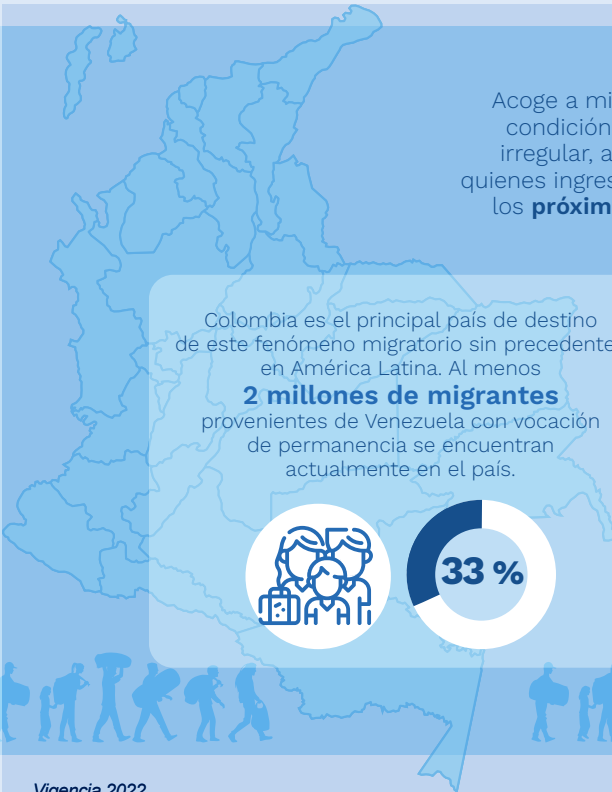 Acoge a mi
condición
irregular, a
quienes ingres
los próxim
Colombia es el principal país de destino
de este fenómeno migratorio sin precedente
en América Latina. Al menos
2 millones de migrantes
provenientes de Venezuela con vocación
de permanencia se encuentran
actualmente en el país.
33 %
Vigencia 2022